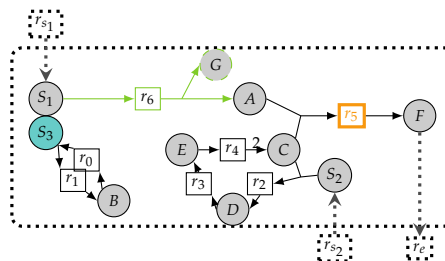 r_{s_1}
G
S_1
r_6
A
r_5
F
S_3
E
r_4
2
C
r_0
r_1
r_3
r_2
S_2
B
D
r_{s_2}
r_e